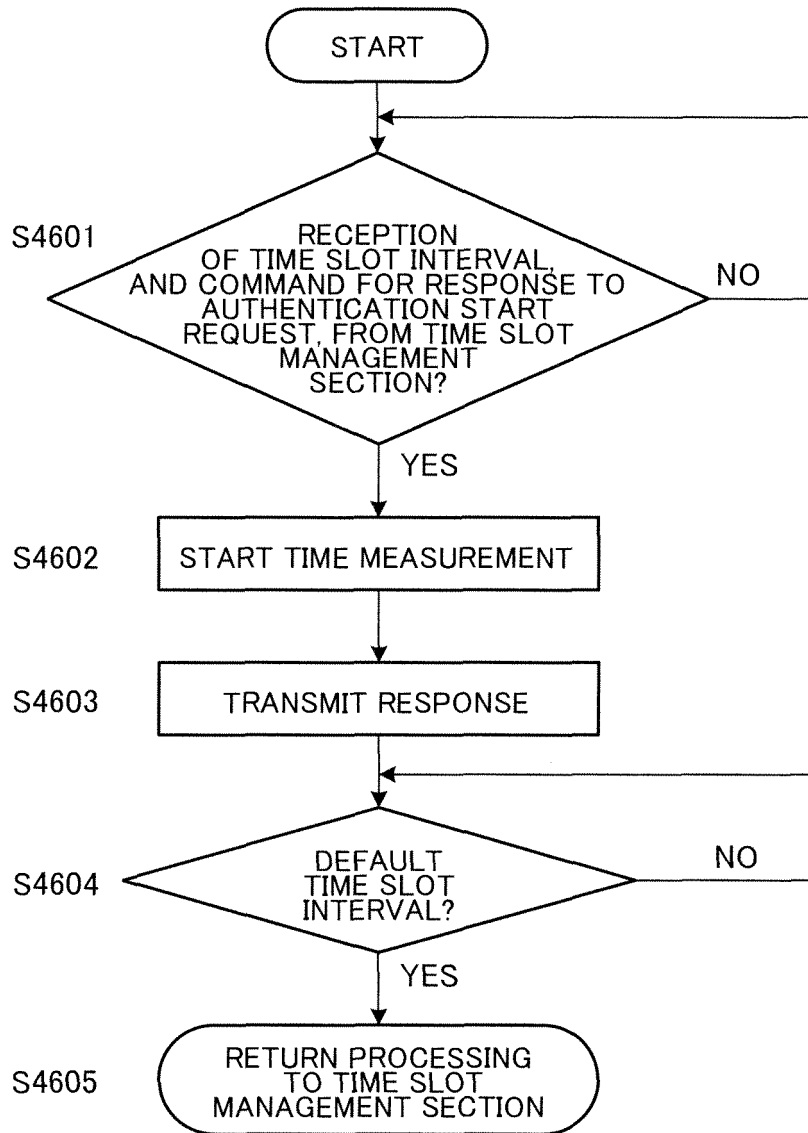 START
S4601
RECEPTION
OF TIME SLOT INTERVAL,
AND COMMAND FOR RESPONSE TO
AUTHENTICATION START
REQUEST, FROM TIME SLOT
MANAGEMENT
SECTION?
NO
YES
S4602
START TIME MEASUREMENT
S4603
TRANSMIT RESPONSE
S4604
DEFAULT
TIME SLOT
INTERVAL?
NO
YES
S4605
RETURN PROCESSING
TO TIME SLOT
MANAGEMENT SECTION